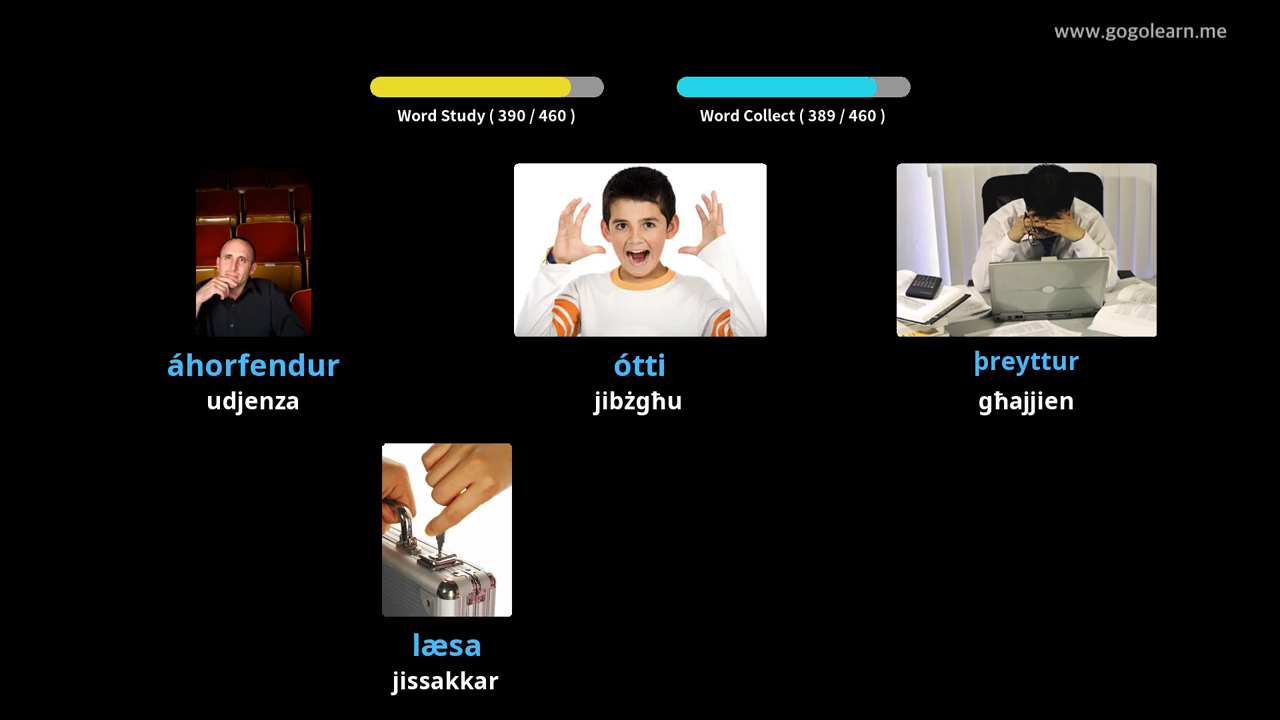 www.gogolearn.me
Word Study ( 390 / 460 )
Word Collect ( 389 / 460 )
áhorfendur
udjenza
ótti
jibżgħu
þreyttur
għajjien
læsa
jissakkar